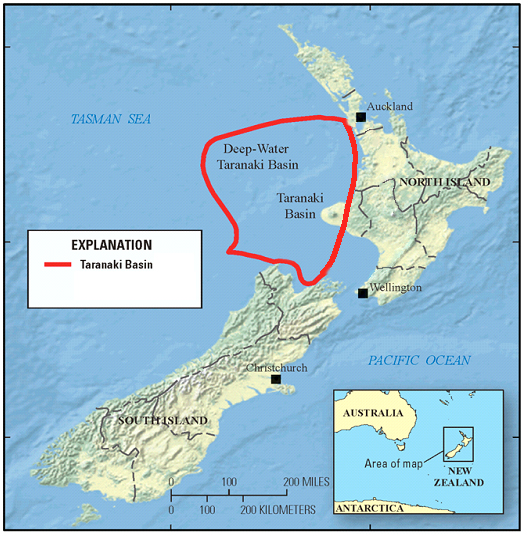 Auckland
TASMAN SEA
Deep-Water
Taranaki Basin
NORTH ISLAND
Taranaki
Basin
EXPLANATION
Taranaki Basin
Wellington
PACIFIC OCEAN
Christchurch
SOUTH ISLAND
AUSTRALIA
Area of map
NEW
ZEALAND
ANTARCTICA
0 100 200 MILES
0 100 200 KILOMETERS